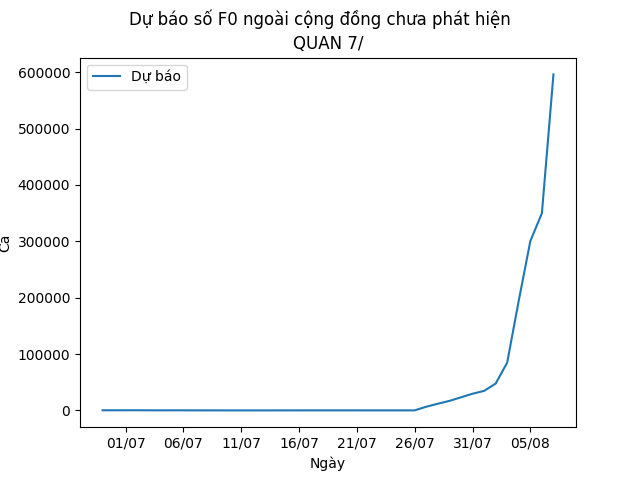 Dự báo số F0 ngoài cộng đồng chưa phát hiện
QUAN 7/
Dự báo
600000
500000
400000
300000
200000
100000
0
Ca
01/07 06/07 11/07 16/07 21/07 26/07 31/07 05/08
Ngày